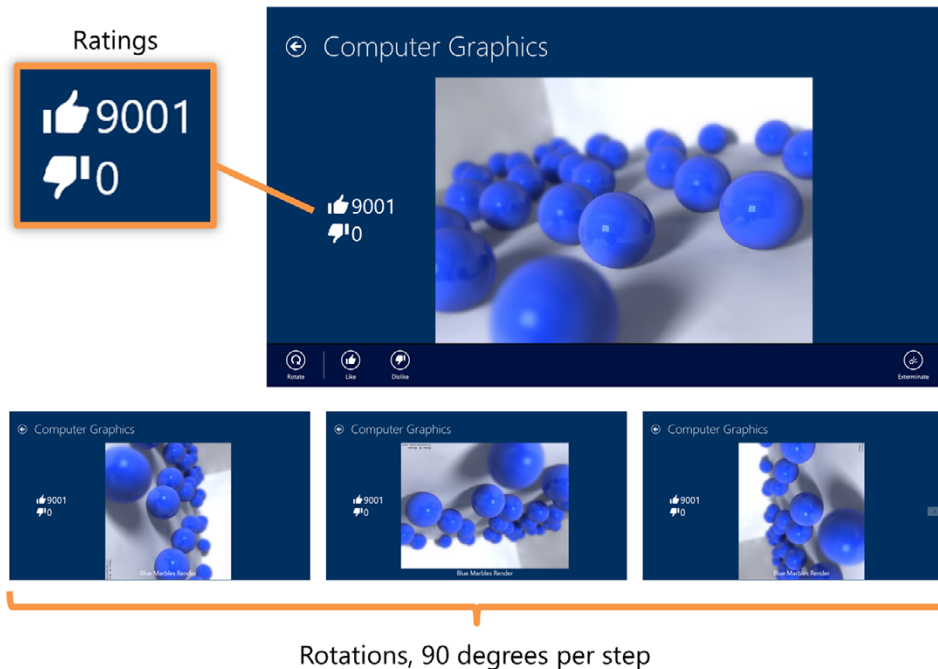 Ratings
9001
0
Computer Graphics
9001
0
Rotate
Like
Dislike
Exterminate
Computer Graphics
9001
0
Blue Marbles Render
Computer Graphics
9001
0
Blue Marbles Render
Computer Graphics
9001
0
Blue Marbles Render
Rotations, 90 degrees per step